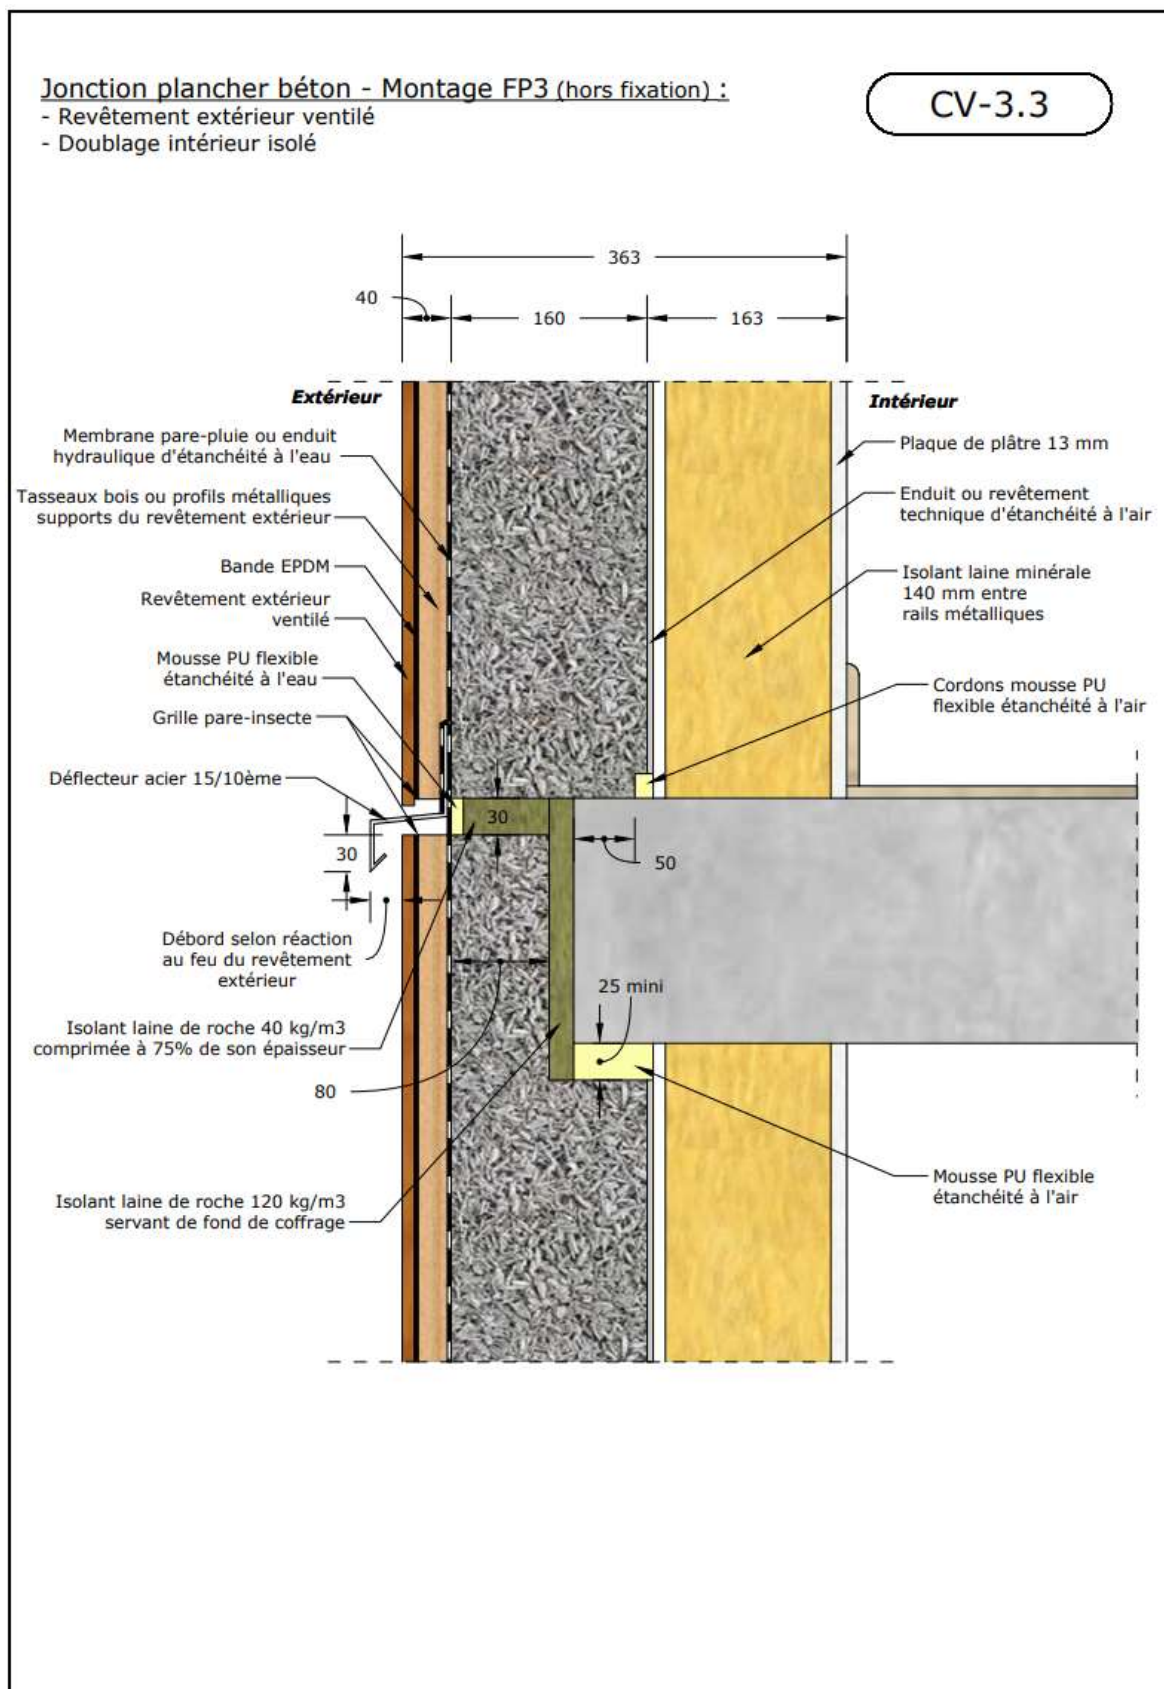 Jonction plancher béton - Montage FP3 (hors fixation) :
- Revêtement extérieur ventilé
- Doublage intérieur isolé
CV-3.3
363
40
160
163
Extérieur
Intérieur
Membrane pare-pluie ou enduit
hydraulique d'étanchéité à l'eau
Tasseaux bois ou profils métalliques
supports du revêtement extérieur
Bande EPDM
Revêtement extérieur
ventilé
Mousse PU flexible
étanchéité à l'eau
Grille pare-insecte
Déflecteur acier 15/10ème
30
Débord selon réaction
au feu du revêtement
extérieur
Isolant laine de roche 40 kg/m3
comprimée à 75% de son épaisseur
80
Isolant laine de roche 120 kg/m3
servant de fond de coffrage
30
50
25 mini
Plaque de plâtre 13 mm
Enduit ou revêtement
technique d'étanchéité à l'air
Isolant laine minérale
140 mm entre
rails métalliques
Cordons mousse PU
flexible étanchéité à l'air
Mousse PU flexible
étanchéité à l'air